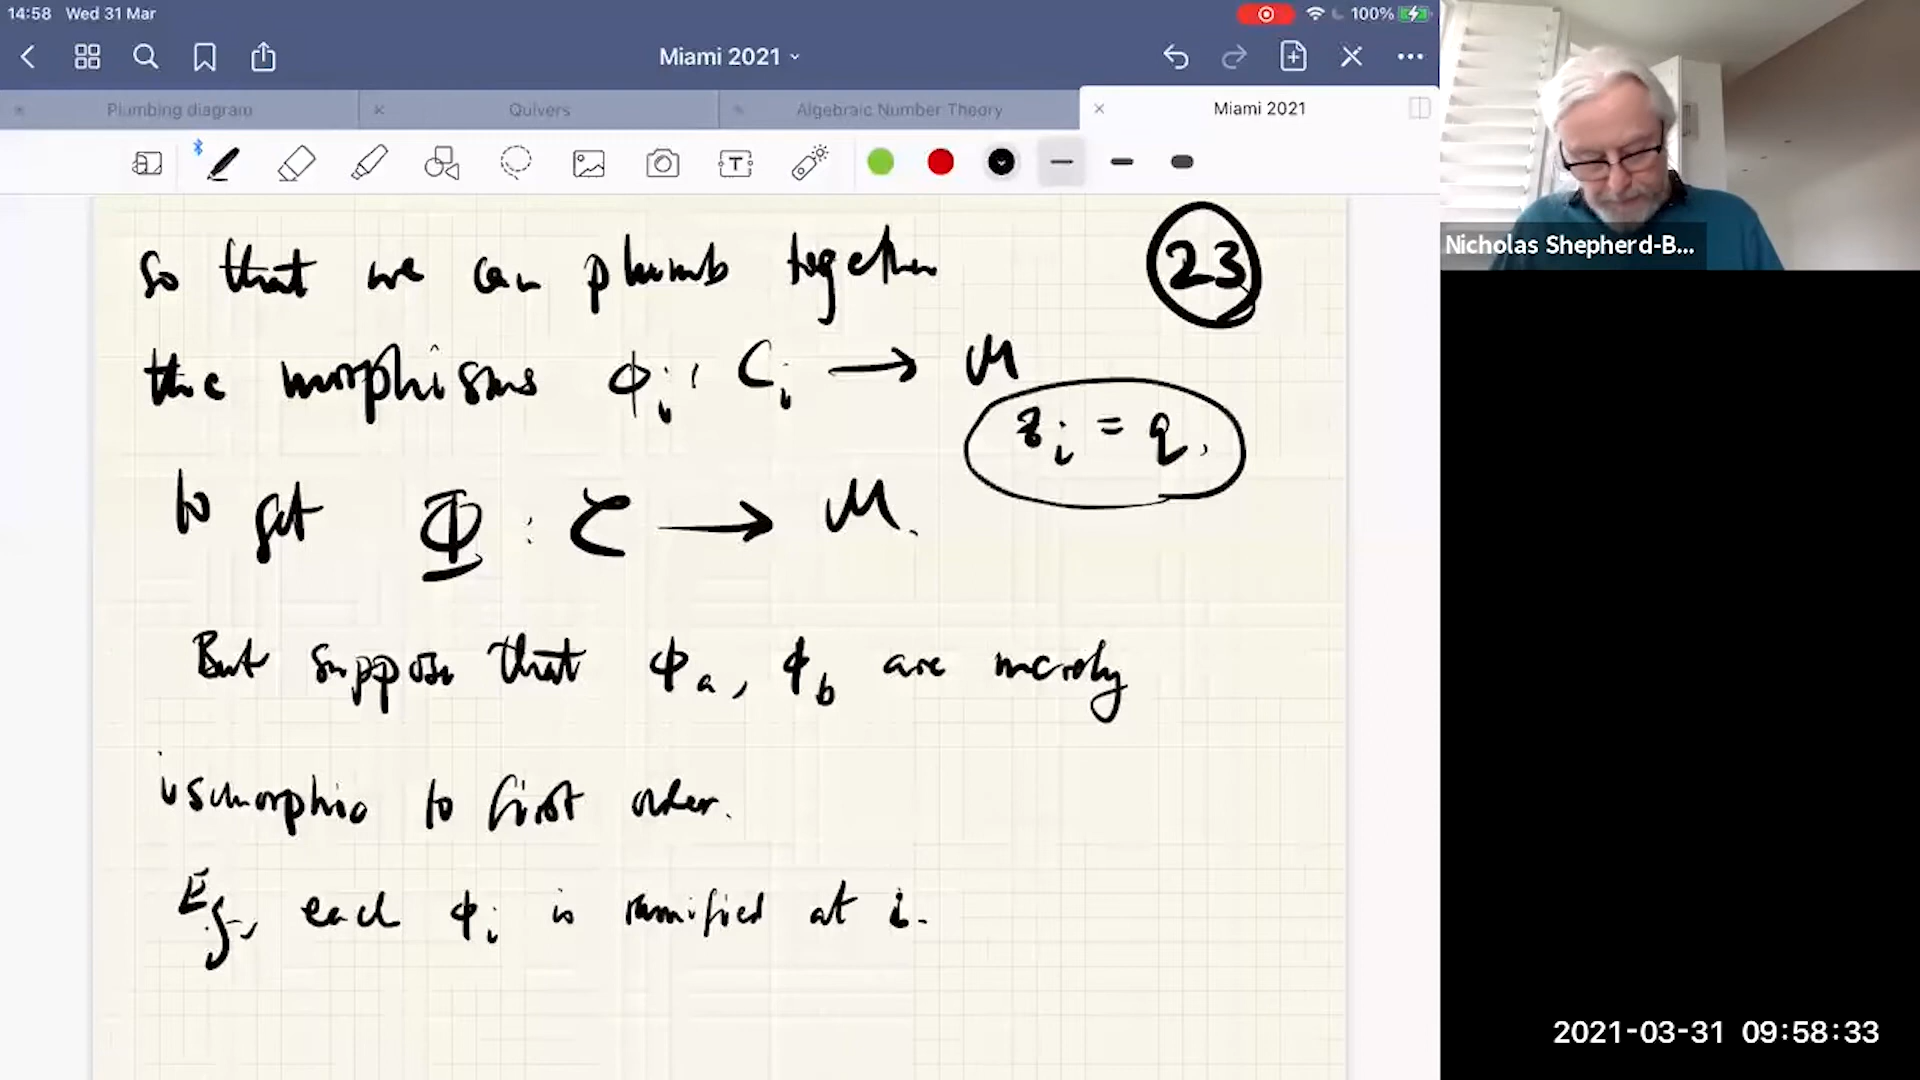 14:58 Wed 31 Mar
100%
Miami 2021
Plumbing diagram
Quivers
Algebraic Number Theory
Miami 2021
Nicholas Shepherd-B...
23
so that we can plumb together
the morphisms ϕᵢ : Cᵢ → M
zᵢ = q,
to get Φ : C → M.
But suppose that ϕₐ, ϕ_b are merely
isomorphic to first order.
Eg, each ϕᵢ is ramified at i.
2021-03-31 09:58:33